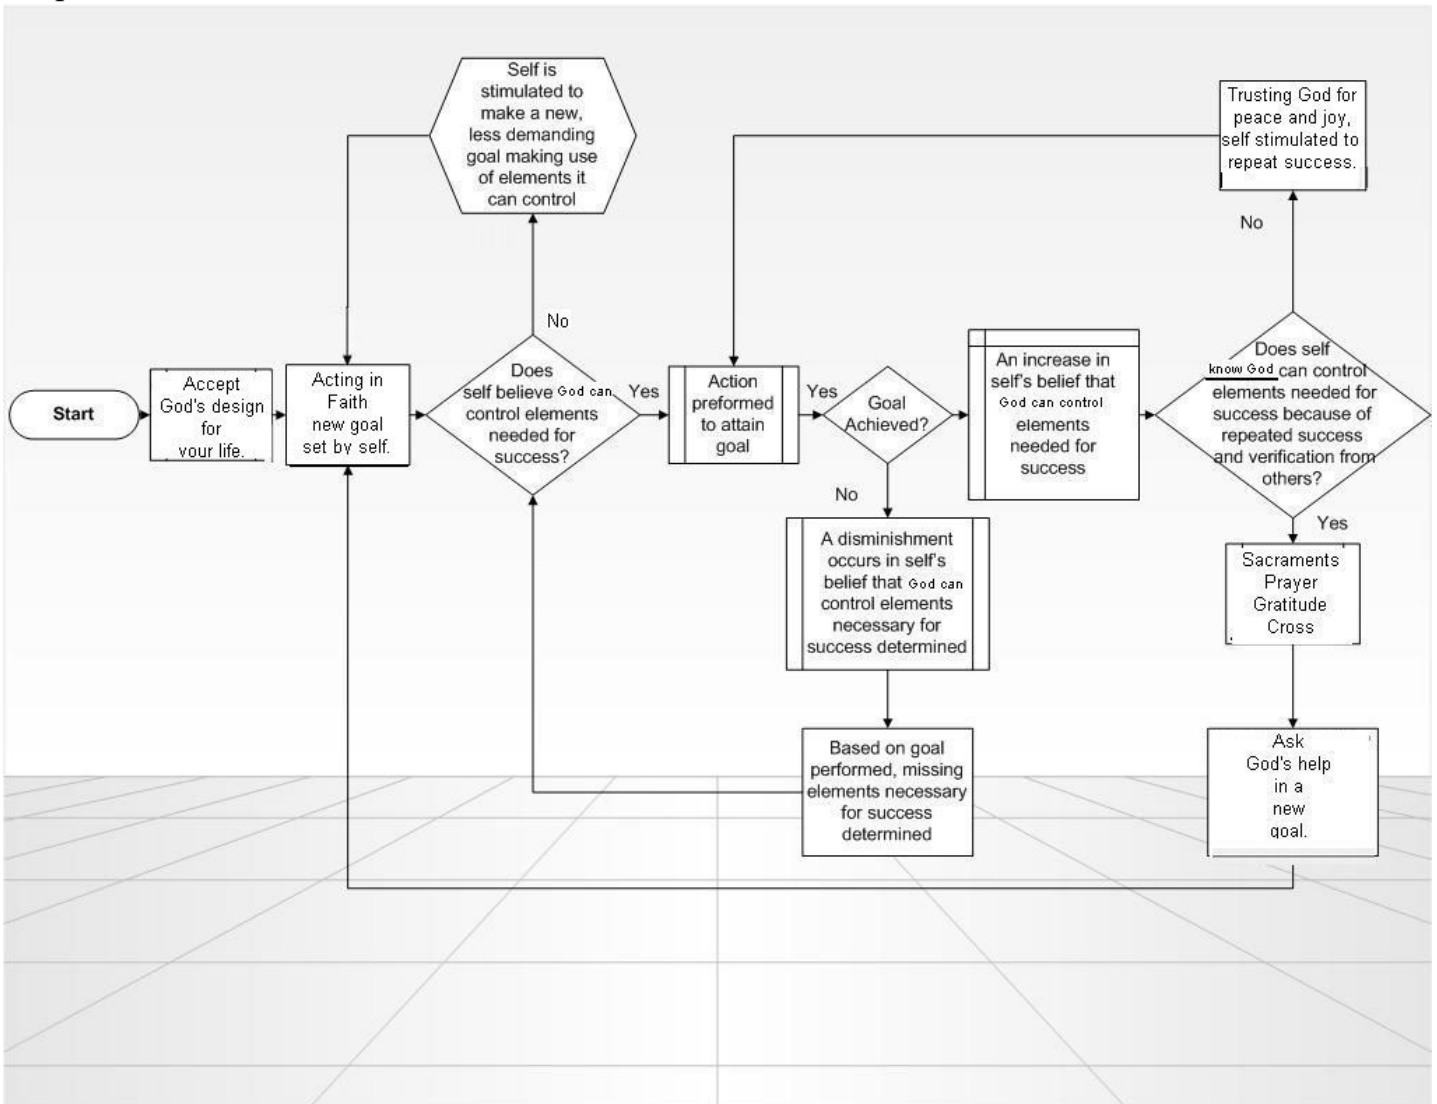 Self is
stimulated to
make a new,
less demanding
goal making use
of elements it
can control
Trusting God for
peace and joy,
self stimulated to
repeat success.
No
No
Start
Accept
God's design
for
your life.
Acting in
Faith
new goal
set by self.
Does
self believe God can
control elements
needed for
success?
Yes
Action
preformed
to attain
goal
Yes
Goal
Achieved?
An increase in
self's belief that
God can control
elements
needed for
success
Does self
know God can control
elements needed for
success because of
repeated success
and verification from
others?
No
A disminishment
occurs in self's
belief that God can
control elements
necessary for
success determined
Yes
Sacraments
Prayer
Gratitude
Cross
Based on goal
performed, missing
elements necessary
for success
determined
Ask
God's help
in a
new
goal.